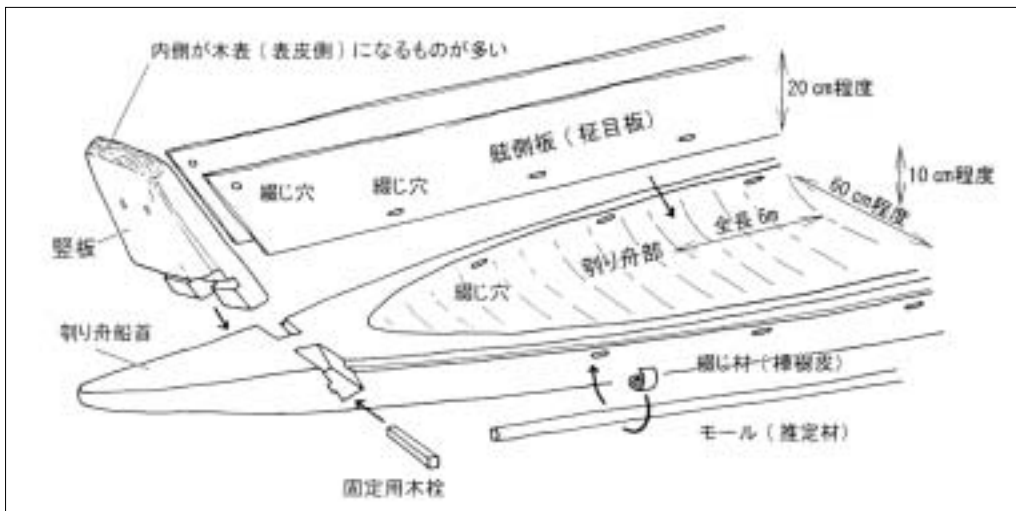 内側が木表（表皮側）になるものが多い
20cm程度
舷側板（柾目板）
綴じ穴
綴じ穴
10cm程度
60cm程度
全長6m
竪板
刳り舟部
綴じ穴
刳り舟船首
綴じ材（樺樹皮）
モール（推定材）
固定用木栓